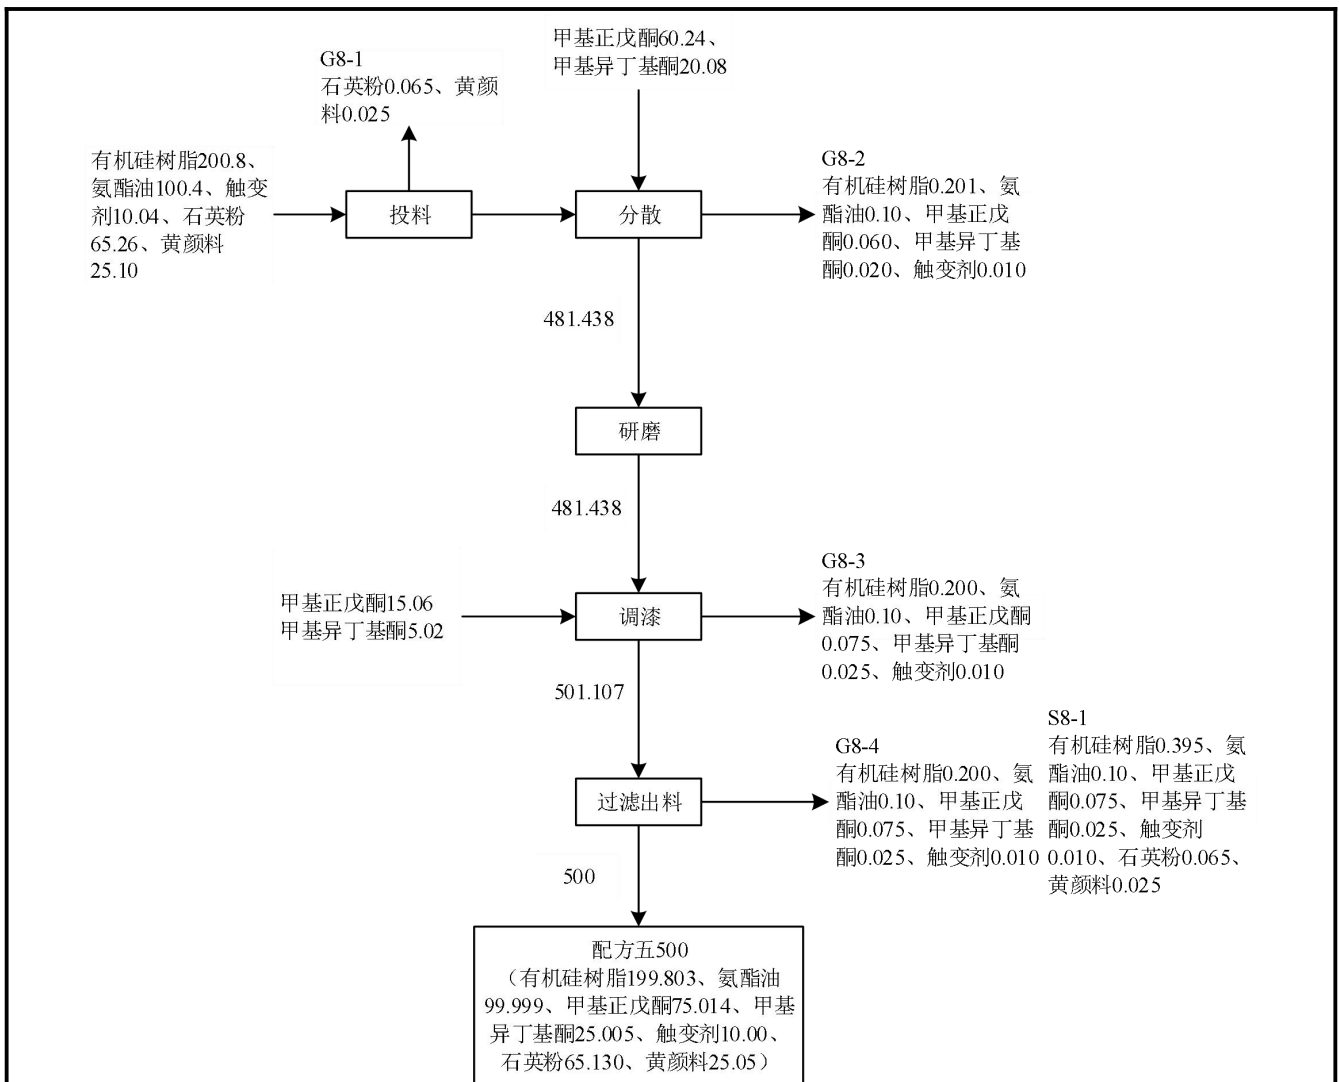 甲基正戊酮60.24、
甲基异丁基酮20.08
G8-1
石英粉0.065、黄颜
料0.025
有机硅树脂200.8、
氨酯油100.4、触变
剂10.04、石英粉
65.26、黄颜料
25.10
投料
分散
G8-2
有机硅树脂0.201、氨
酯油0.10、甲基正戊
酮0.060、甲基异丁基
酮0.020、触变剂0.010
481.438
研磨
481.438
甲基正戊酮15.06
甲基异丁基酮5.02
调漆
G8-3
有机硅树脂0.200、氨
酯油0.10、甲基正戊酮
0.075、甲基异丁基酮
0.025、触变剂0.010
501.107
过滤出料
G8-4
有机硅树脂0.200、氨
酯油0.10、甲基正戊
酮0.075、甲基异丁基
酮0.025、触变剂0.010
S8-1
有机硅树脂0.395、氨
酯油0.10、甲基正戊
酮0.075、甲基异丁基
酮0.025、触变剂
0.010、石英粉0.065、
黄颜料0.025
500
配方五500
（有机硅树脂199.803、氨酯油
99.999、甲基正戊酮75.014、甲基
异丁基酮25.005、触变剂10.00、
石英粉65.130、黄颜料25.05）